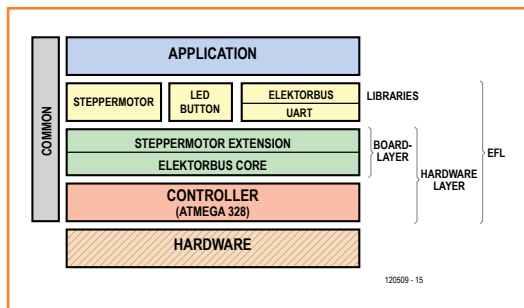 COMMON
APPLICATION
STEPPERMOTOR
LED
BUTTON
ELEKTORBUS
UART
LIBRARIES
STEPPERMOTOR EXTENSION
ELEKTORBUS CORE
BOARD-
LAYER
HARDWARE
LAYER
EFL
CONTROLLER
(ATMEGA 328)
HARDWARE
120509 - 15